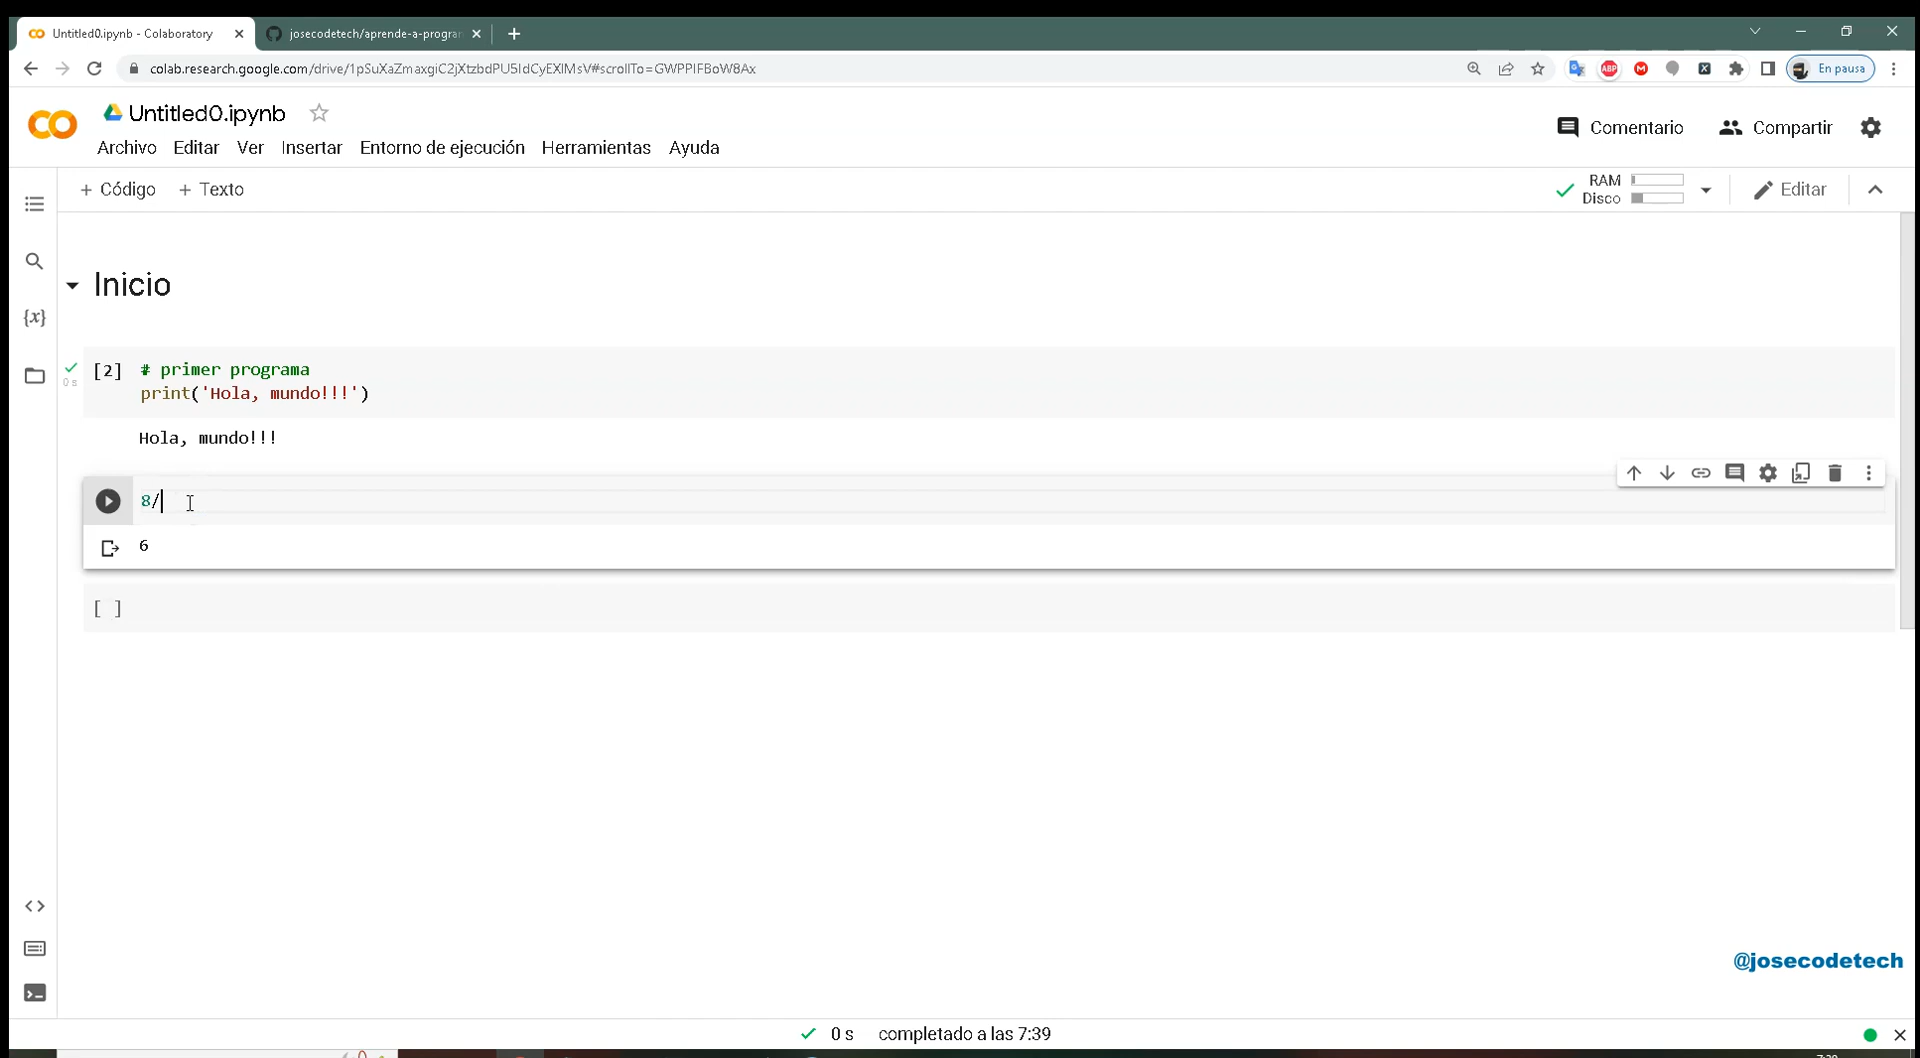 Untitled0.ipynb - Colaboratory
josecodetech/aprende-a-progra
colab.research.google.com/drive/1pSuXaZmaxgiC2jXtzbdPU5IdCyEXlMsV#scrollTo=GWPPIFBoW8Ax
ABP
M
X
En pausa
CO
Untitled0.ipynb
Archivo Editar Ver Insertar Entorno de ejecución Herramientas Ayuda
Comentario Compartir
+ Código + Texto
RAM
Disco
Editar
Inicio
{x}
[2] # primer programa
0 s
print('Hola, mundo!!!')
Hola, mundo!!!
8/
6
[ ]
@josecodetech
0 s completado a las 7:39